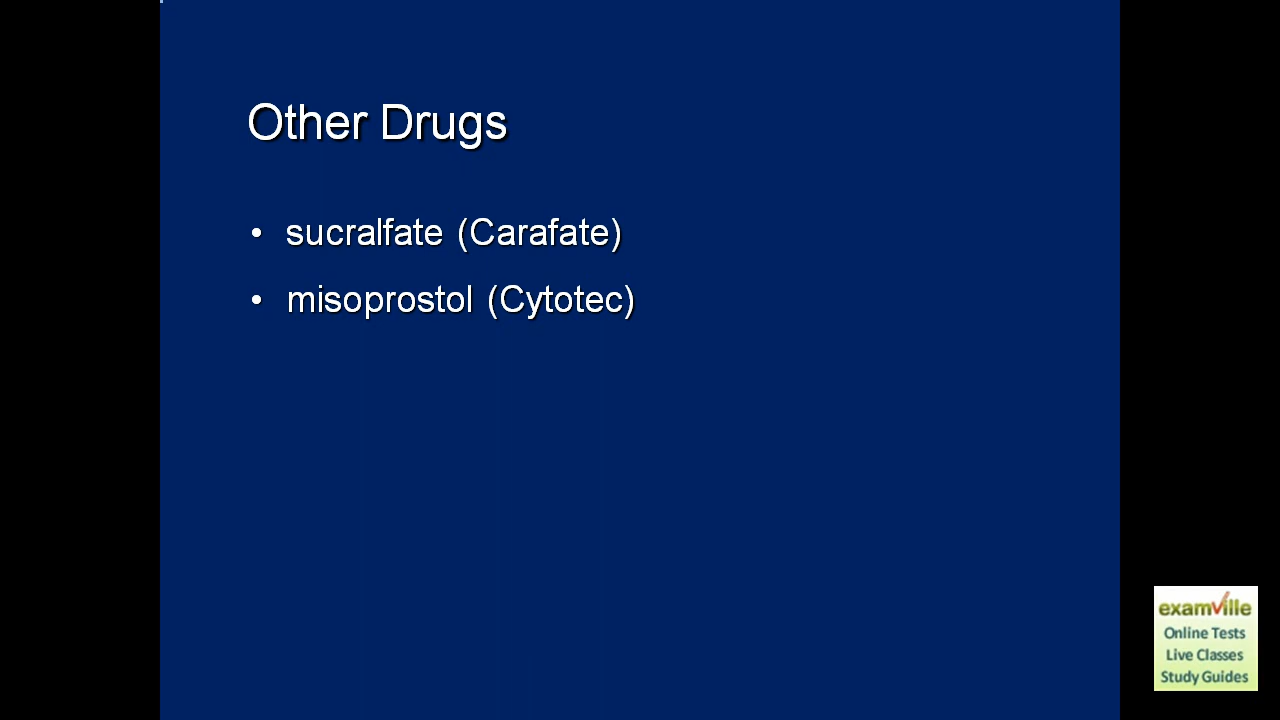 Other Drugs
• sucralfate (Carafate)
• misoprostol (Cytotec)
examville
Online Tests
Live Classes
Study Guides